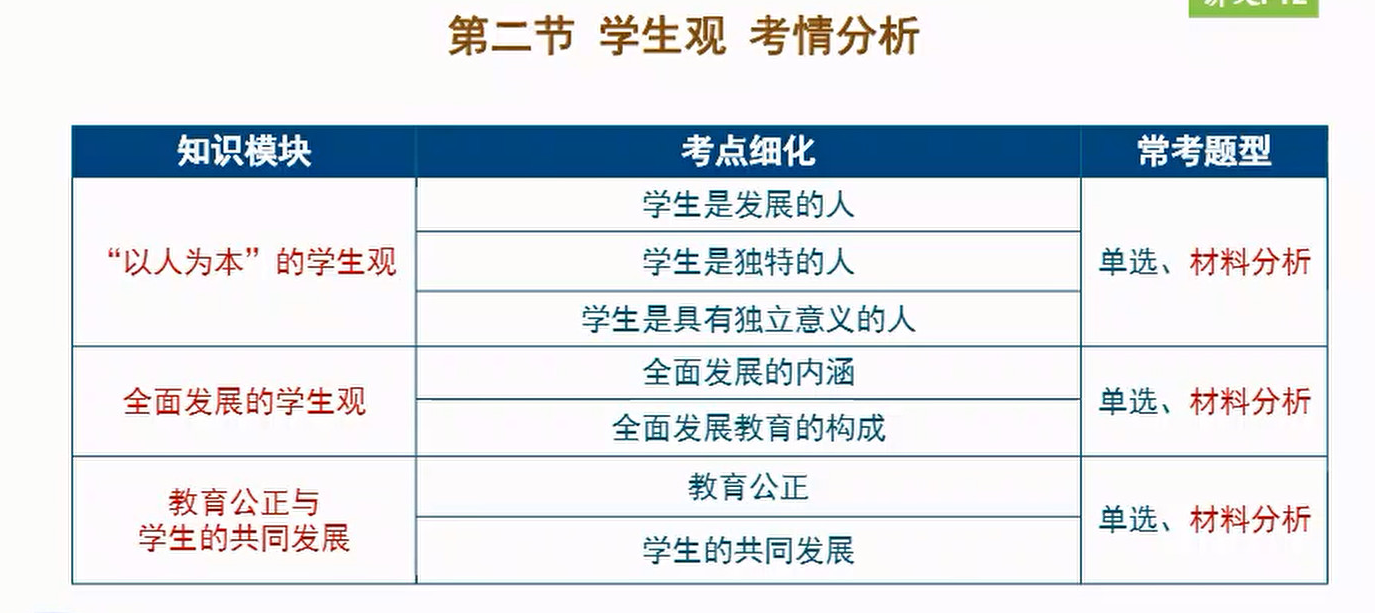 第二节 学生观 考情分析
知识模块 考点细化 常考题型
“以人为本”的学生观
学生是发展的人
学生是独特的人
学生是具有独立意义的人
单选、材料分析
全面发展的学生观
全面发展的内涵
全面发展教育的构成
单选、材料分析
教育公正与
学生的共同发展
教育公正
学生的共同发展
单选、材料分析